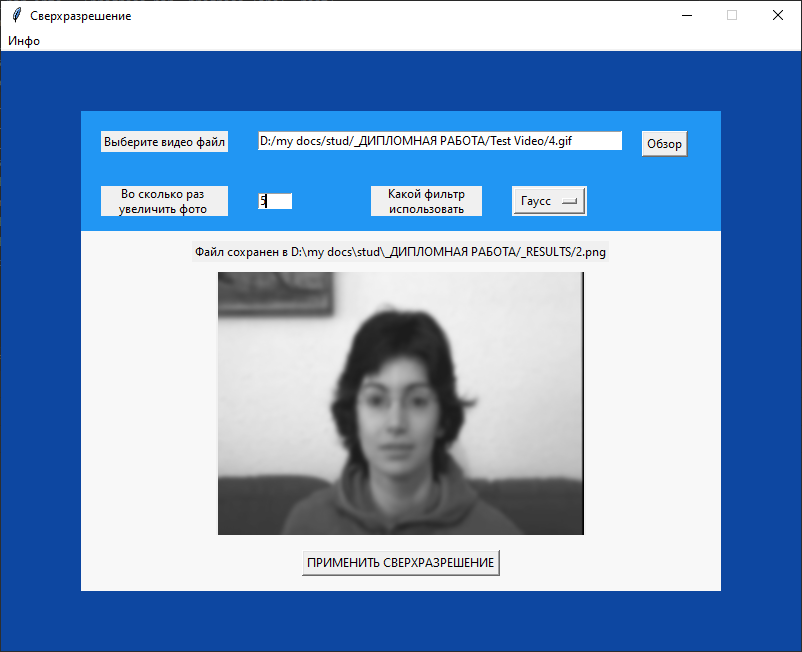 Сверхразрешение
Инфо
Выберите видео файл
D:/my docs/stud/_ДИПЛОМНАЯ РАБОТА/Test Video/4.gif
Обзор
Во сколько раз
увеличить фото
5
Какой фильтр
использовать
Гаусс
Файл сохранен в D:\my docs\stud\_ДИПЛОМНАЯ РАБОТА/_RESULTS/2.png
ПРИМЕНИТЬ СВЕРХРАЗРЕШЕНИЕ